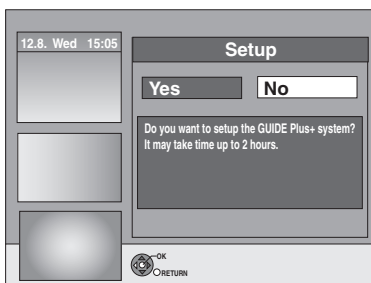 12.8. Wed 15:05
Setup
Yes No
Do you want to setup the GUIDE Plus+ system?
It may take time up to 2 hours.
OK
RETURN